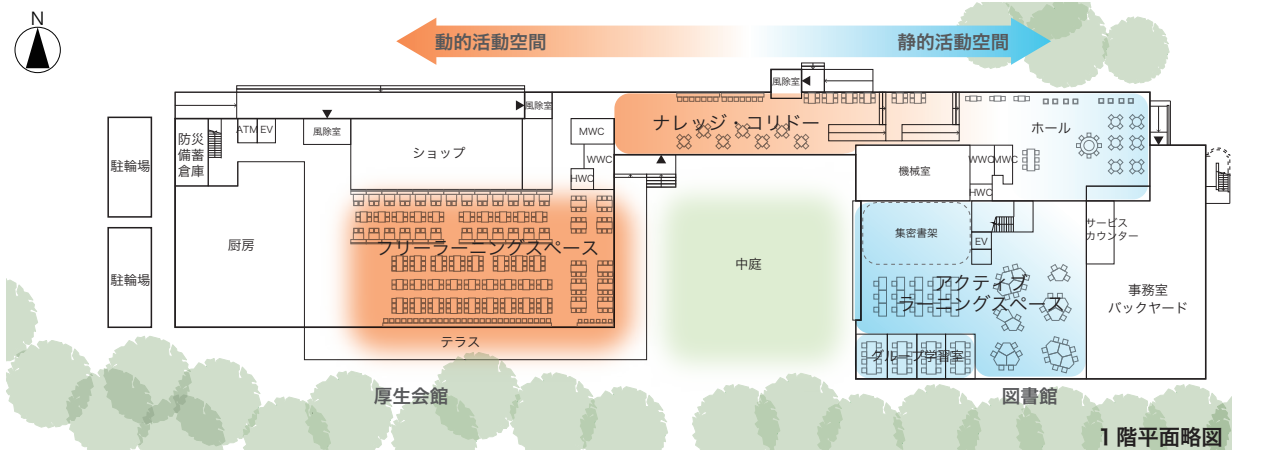 N
動的活動空間
静的活動空間
風除室
風除室
ナレッジ・コリドー
ホール
防災
備蓄
倉庫
ATM
EV
風除室
ショップ
MWC
WWC
HWC
機械室
WWC
MWC
HWC
駐輪場
駐輪場
厨房
フリーラーニングスペース
中庭
集密書架
EV
サービス
カウンター
アクティブ
ラーニングスペース
事務室
バックヤード
テラス
グループ学習室
厚生会館
図書館
1階平面略図